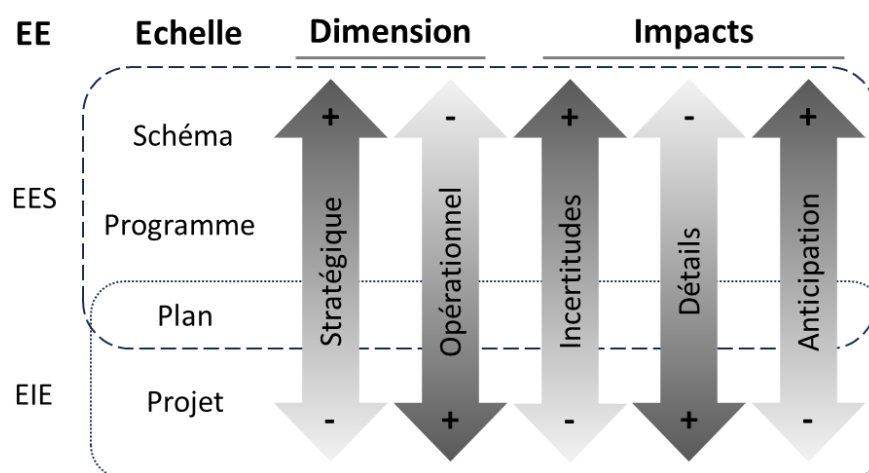 EE Echelle Dimension Impacts
+ - + - +
Schéma
EES
Programme
Plan
EIE
Projet
Stratégique
Opérationnel
Incertitudes
Détails
Anticipation
- + - + -